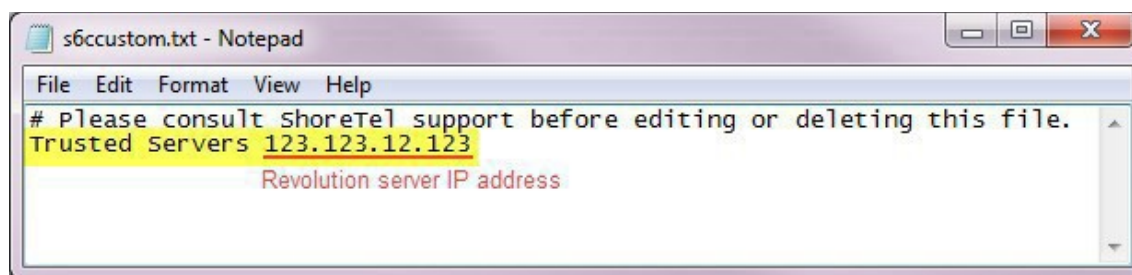 s6ccustom.txt - Notepad
File Edit Format View Help
# Please consult ShoreTel support before editing or deleting this file.
Trusted Servers 123.123.12.123
Revolution server IP address